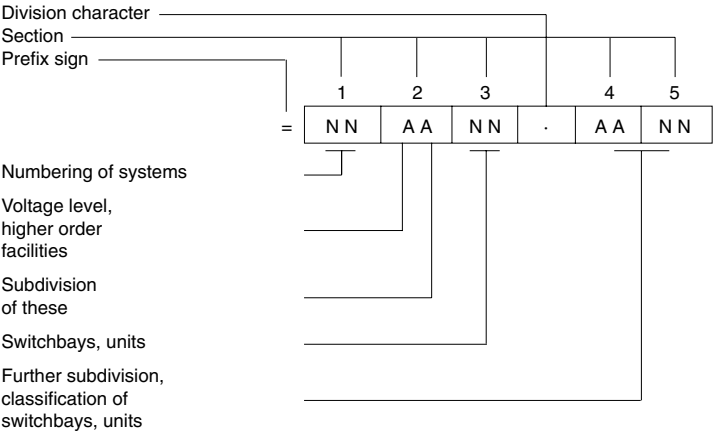 Division character
Section
Prefix sign
1 2 3 4 5
= N N A A N N . A A N N
Numbering of systems
Voltage level,
higher order
facilities
Subdivision
of these
Switchbays, units
Further subdivision,
classification of
switchbays, units